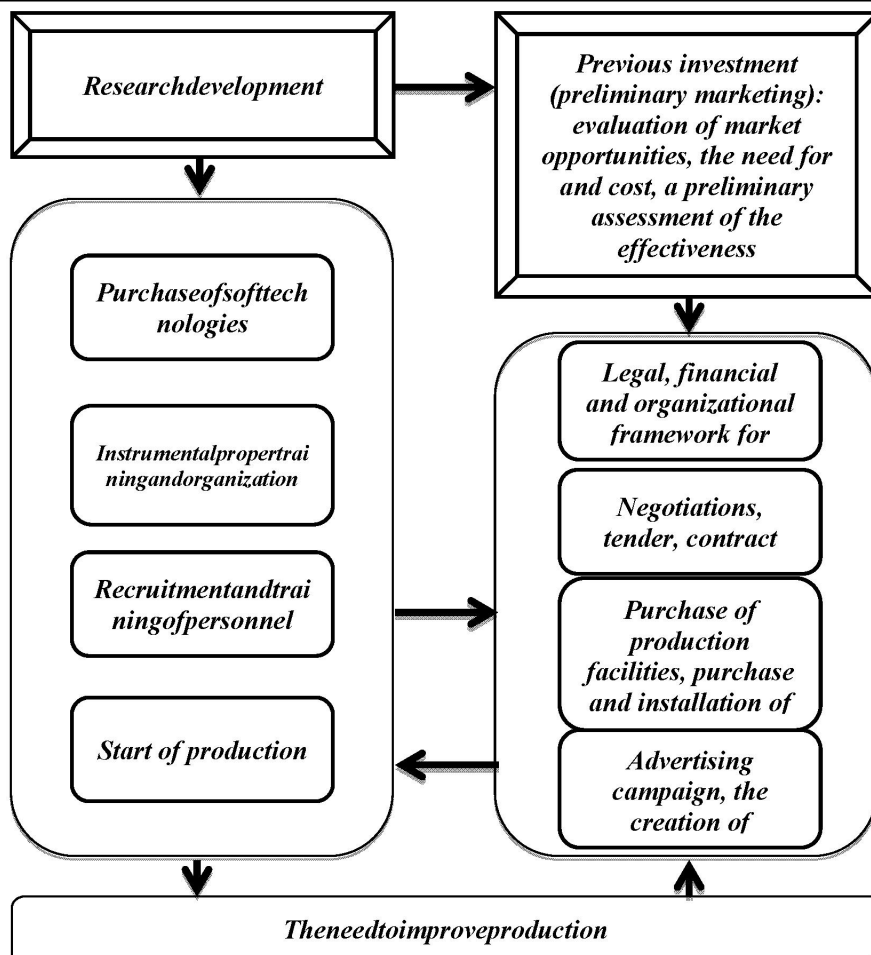 Researchdevelopment
Previous investment
(preliminary marketing):
evaluation of market
opportunities, the need for
and cost, a preliminary
assessment of the
effectiveness
Purchaseofsofttech
nologies
Instrumentalpropertrai
ningandorganization
Recruitmentandtrai
ningofpersonnel
Start of production
Legal, financial
and organizational
framework for
Negotiations,
tender, contract
Purchase of
production
facilities, purchase
and installation of
Advertising
campaign, the
creation of
Theneedtoimproveproduction